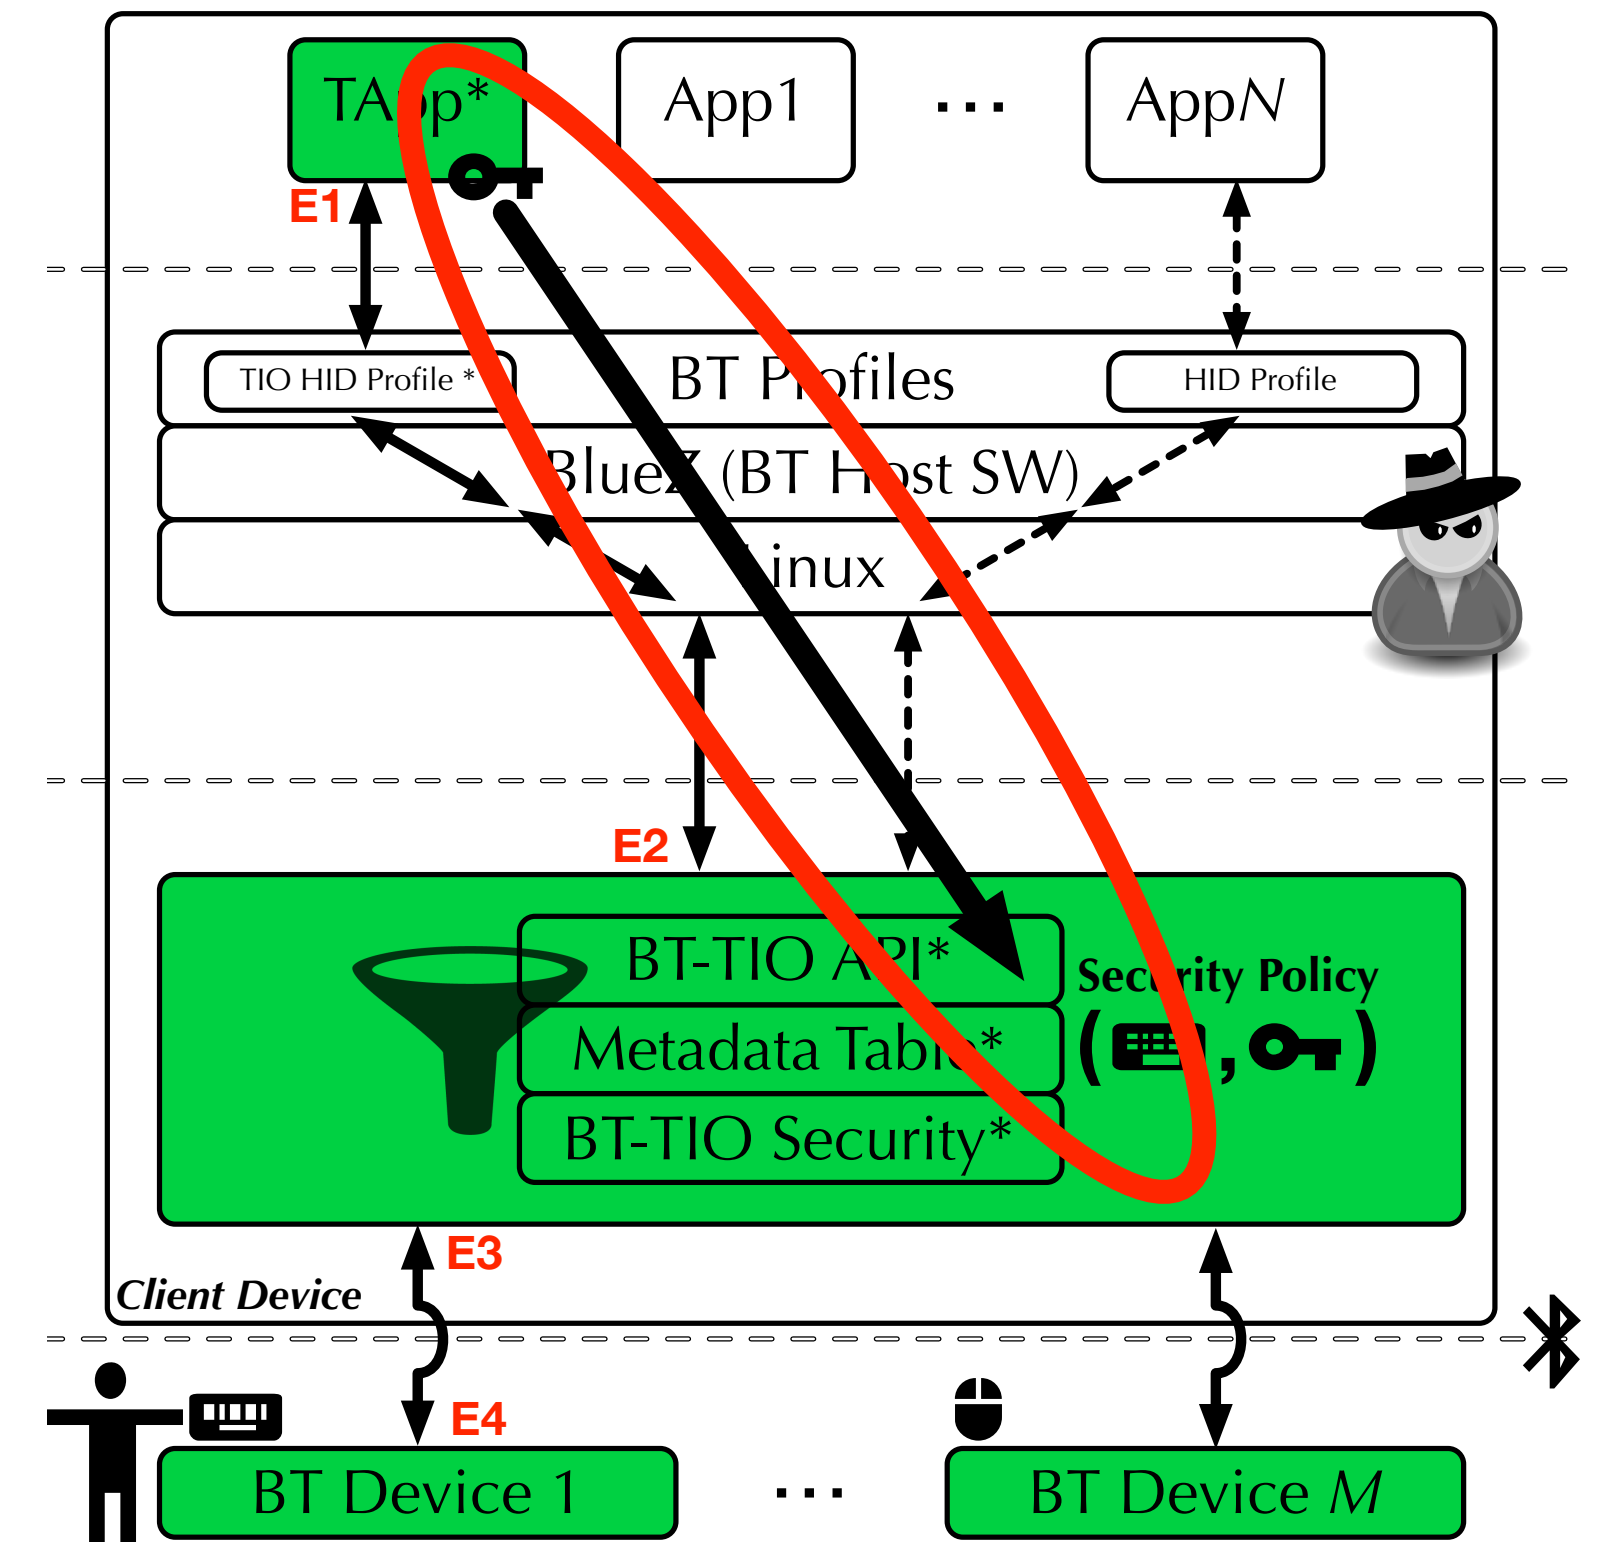 TApp*
App1
...
AppN
E1
TIO HID Profile *
BT Profiles
HID Profile
BlueZ (BT Host SW)
Linux
E2
BT-TIO API*
Security Policy
Metadata Table*
( , )
BT-TIO Security*
E3
Client Device
E4
BT Device 1
...
BT Device M